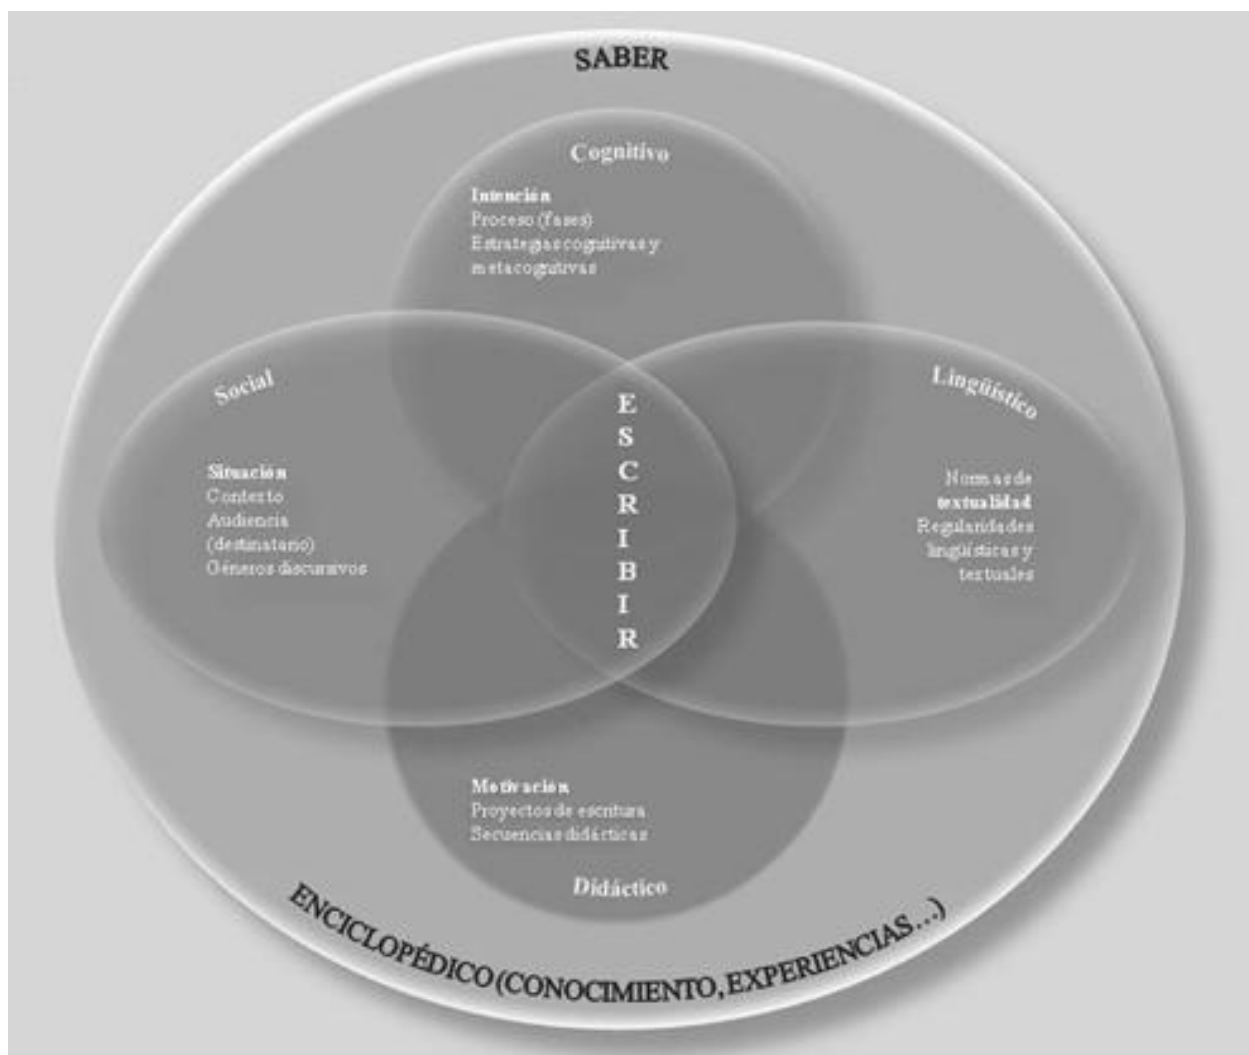 SABER
Cognitivo
Intención
Proceso (fases)
Estrategias cognitivas y
metacognitivas
Social
Situación
Contexto
Audiencia
(destinatario)
Géneros discursivos
E
S
C
R
I
B
I
R
Lingüístico
Normas de
textualidad
Regularidades
lingüísticas y
textuales
Motivación
Proyectos de escritura
Secuencias didácticas
Didáctico
ENCICLOPÉDICO (CONOCIMIENTO, EXPERIENCIAS...)